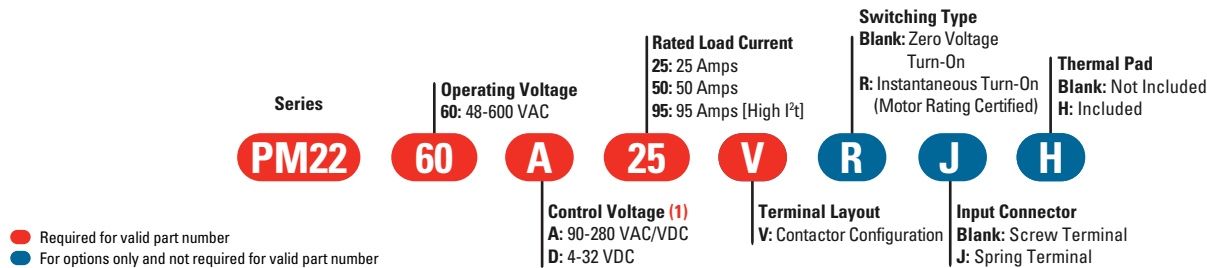 Series
Operating Voltage
60: 48-600 VAC
Rated Load Current
25: 25 Amps
50: 50 Amps
95: 95 Amps [High I²t]
Switching Type
Blank: Zero Voltage
Turn-On
R: Instantaneous Turn-On
(Motor Rating Certified)
Thermal Pad
Blank: Not Included
H: Included
PM22 60 A 25 V R J H
Control Voltage (1)
A: 90-280 VAC/VDC
D: 4-32 VDC
Terminal Layout
V: Contactor Configuration
Input Connector
Blank: Screw Terminal
J: Spring Terminal
Required for valid part number
For options only and not required for valid part number